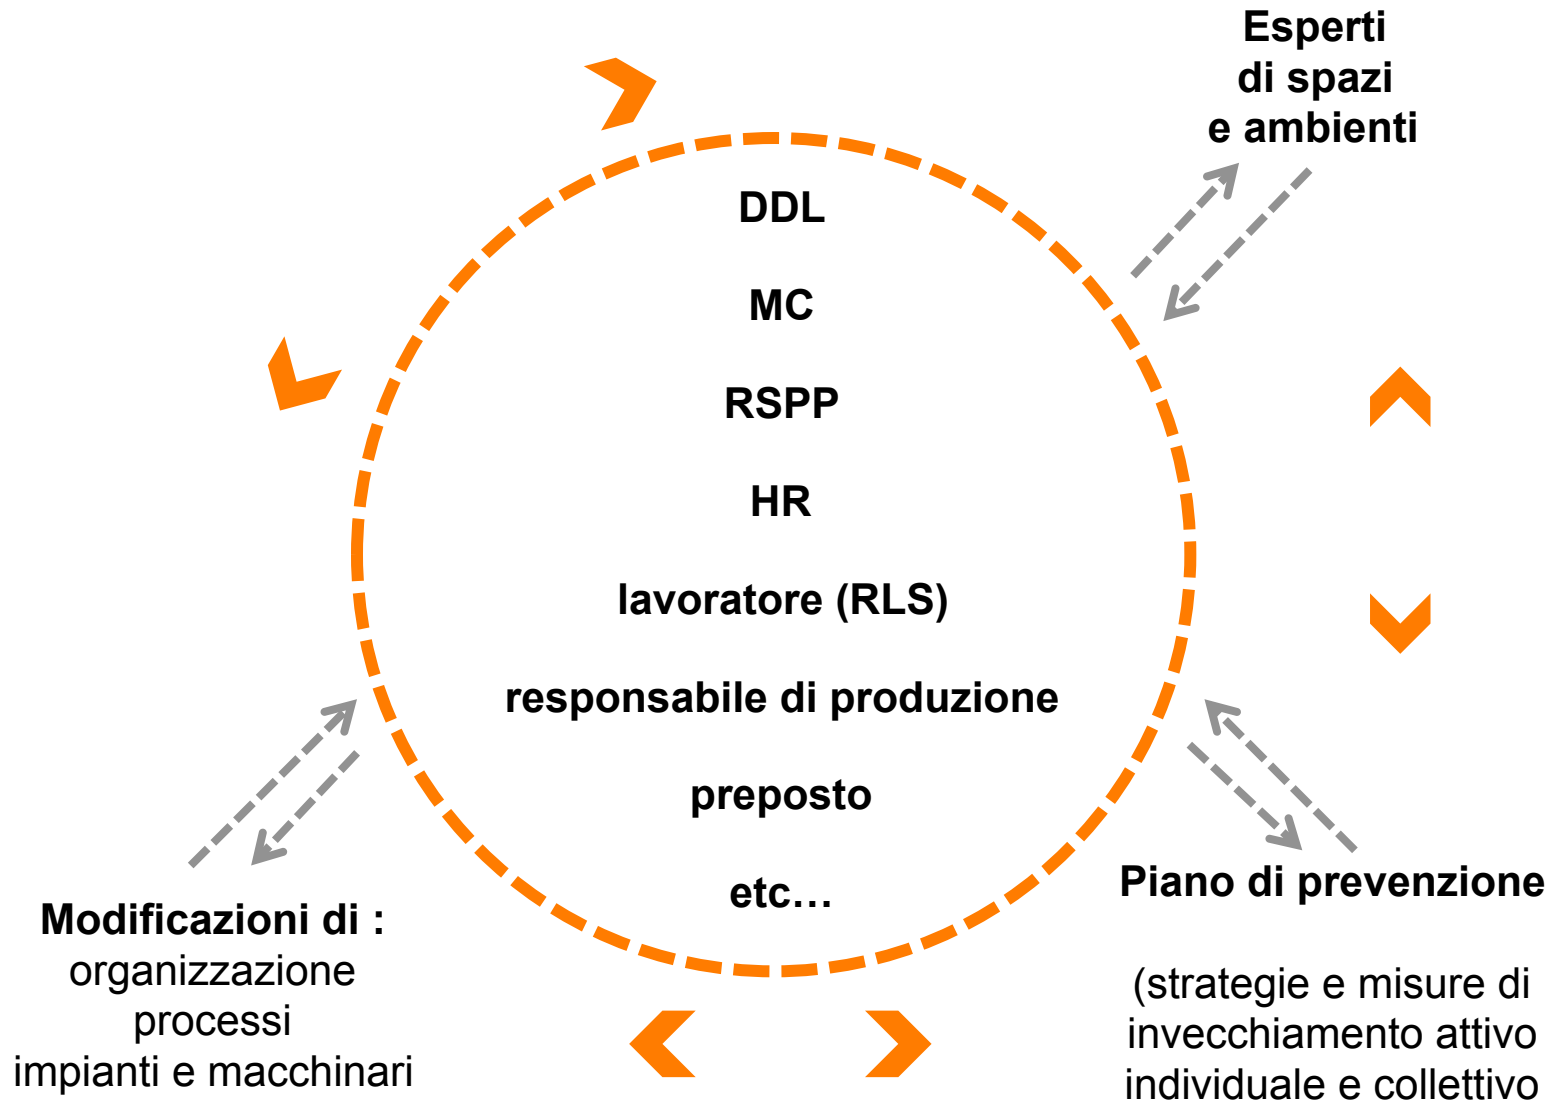 Esperti
di spazi
e ambienti
DDL
MC
RSPP
HR
lavoratore (RLS)
responsabile di produzione
preposto
etc…
Modificazioni di :
organizzazione
processi
impianti e macchinari
Piano di prevenzione
(strategie e misure di
invecchiamento attivo
individuale e collettivo